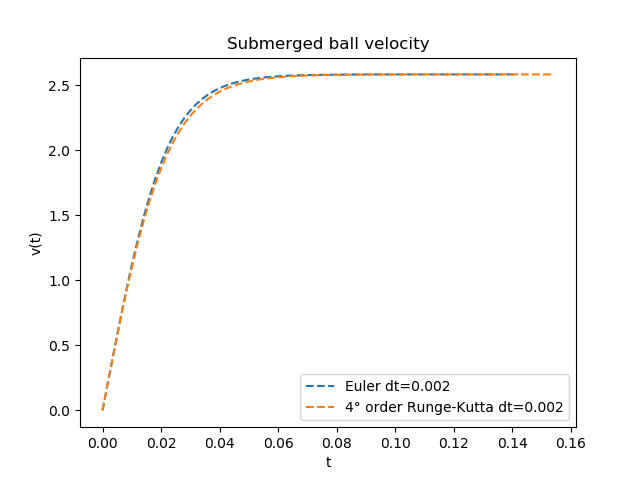 Submerged ball velocity
v(t)
2.5
2.0
1.5
1.0
0.5
0.0
Euler dt=0.002
4° order Runge-Kutta dt=0.002
0.00 0.02 0.04 0.06 0.08 0.10 0.12 0.14 0.16
t